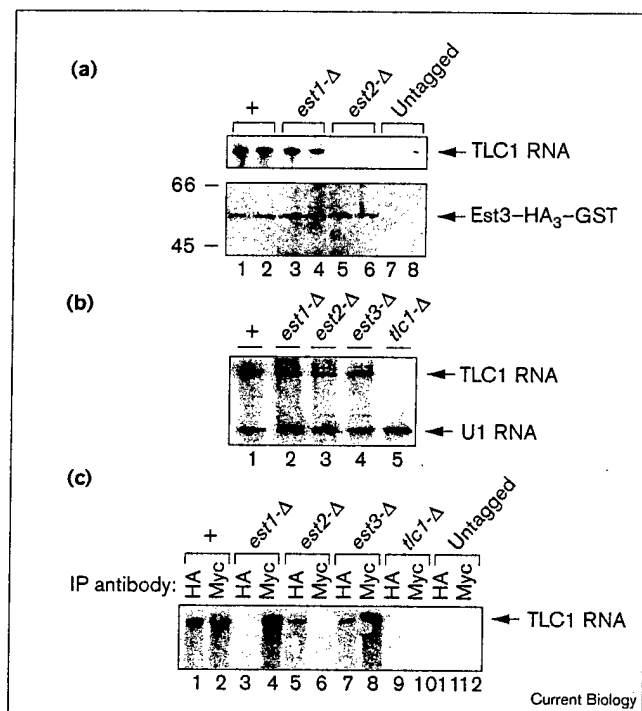 (a)
+ est1-Δ est2-Δ Untagged
TLC1 RNA
66
Est3–HA₃–GST
45
1 2 3 4 5 6 7 8
(b)
+ est1-Δ est2-Δ est3-Δ tlc1-Δ
TLC1 RNA
U1 RNA
1 2 3 4 5
(c)
+ est1-Δ est2-Δ est3-Δ tlc1-Δ Untagged
IP antibody: HA Myc HA Myc HA Myc HA Myc HA Myc HA Myc
TLC1 RNA
1 2 3 4 5 6 7 8 9 10 11 12
Current Biology